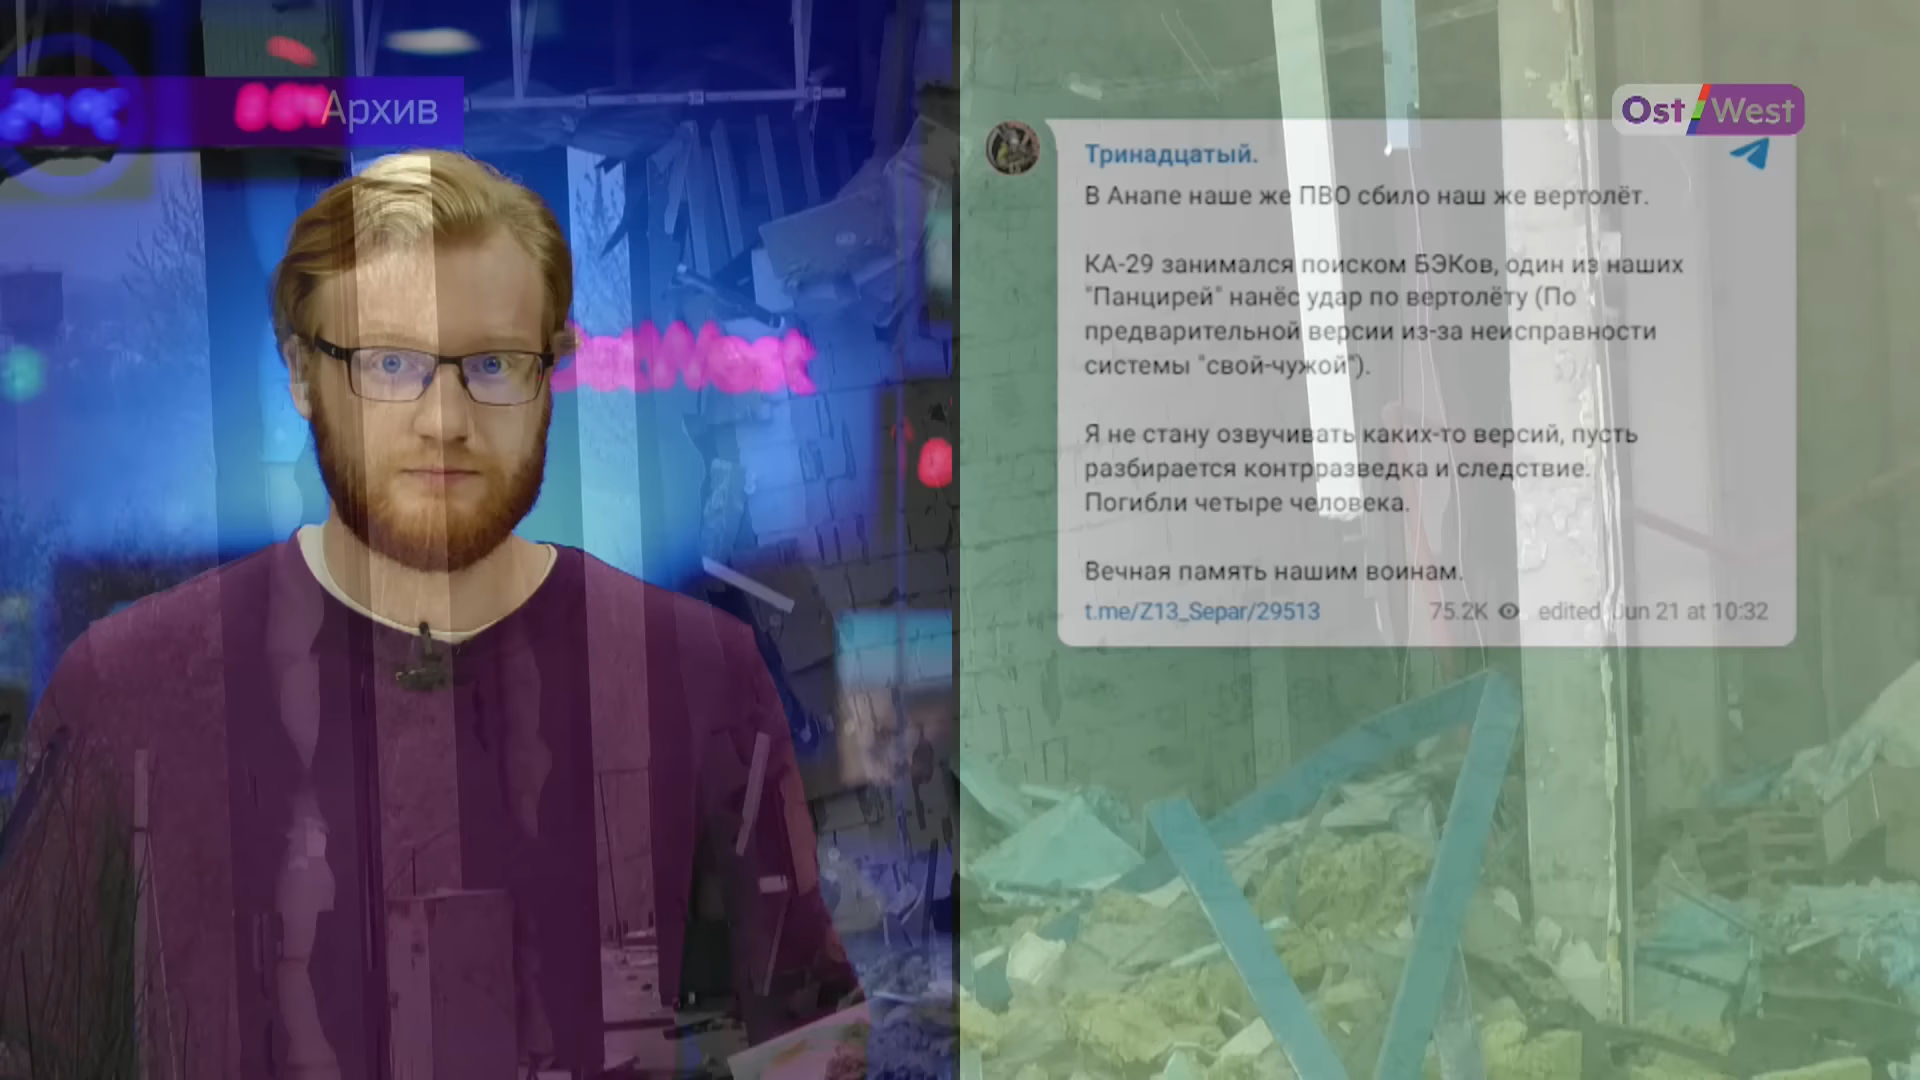 Архив
Ost/West
OstWest
Тринадцатый.
В Анапе наше же ПВО сбило наш же вертолёт.
КА-29 занимался поиском БЭКов, один из наших
"Панцирей" нанёс удар по вертолёту (По
предварительной версии из-за неисправности
системы "свой-чужой").
Я не стану озвучивать каких-то версий, пусть
разбирается контрразведка и следствие.
Погибли четыре человека.
Вечная память нашим воинам.
t.me/Z13_Separ/29513 75.2K edited Jun 21 at 10:32